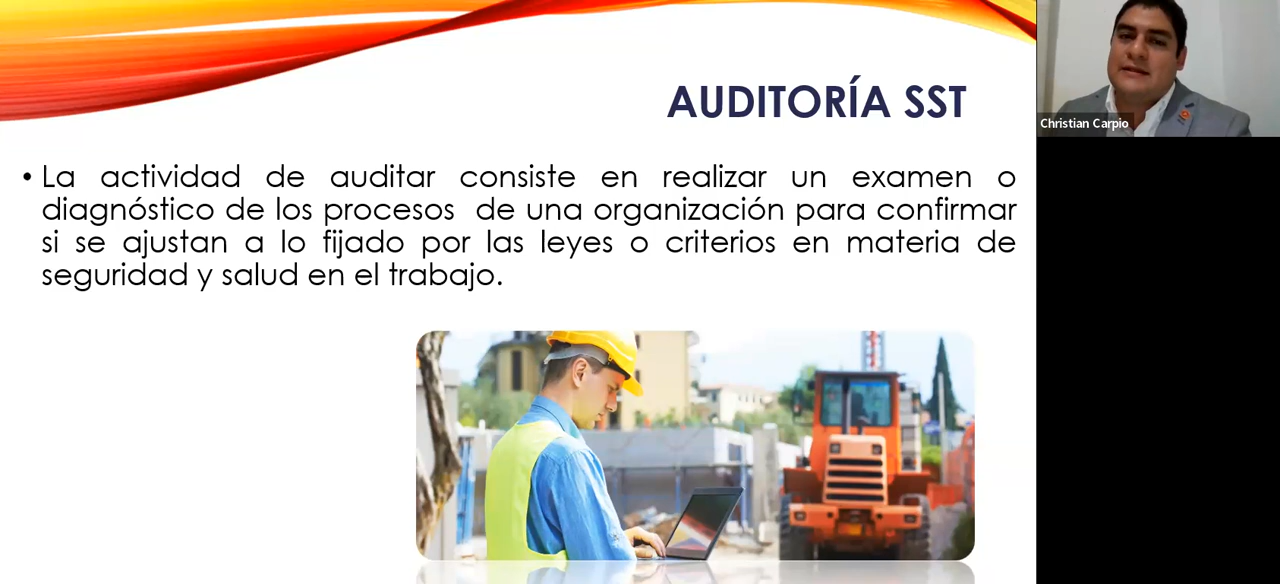 AUDITORÍA SST
• La actividad de auditar consiste en realizar un examen o
diagnóstico de los procesos de una organización para confirmar
si se ajustan a lo fijado por las leyes o criterios en materia de
seguridad y salud en el trabajo.
Christian Carpio